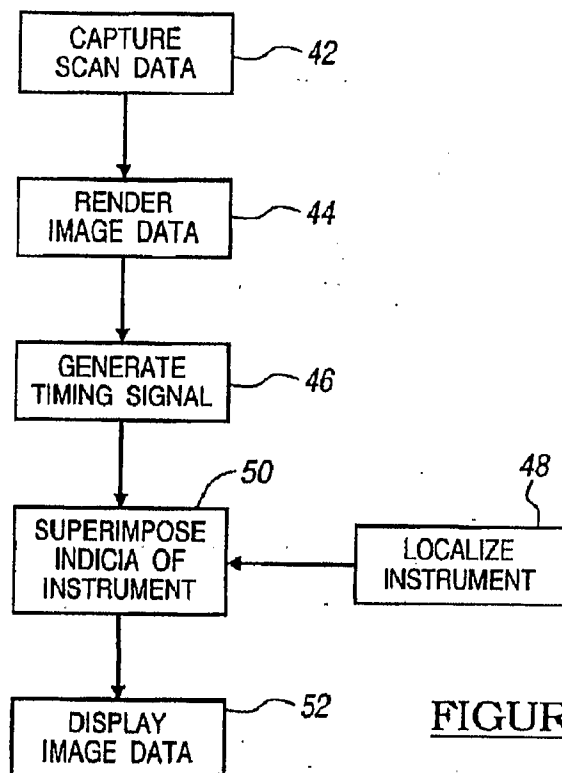 CAPTURE
SCAN DATA
42
RENDER
IMAGE DATA
44
GENERATE
TIMING SIGNAL
46
50
SUPERIMPOSE
INDICIA OF
INSTRUMENT
48
LOCALIZE
INSTRUMENT
52
DISPLAY
IMAGE DATA
FIGUR